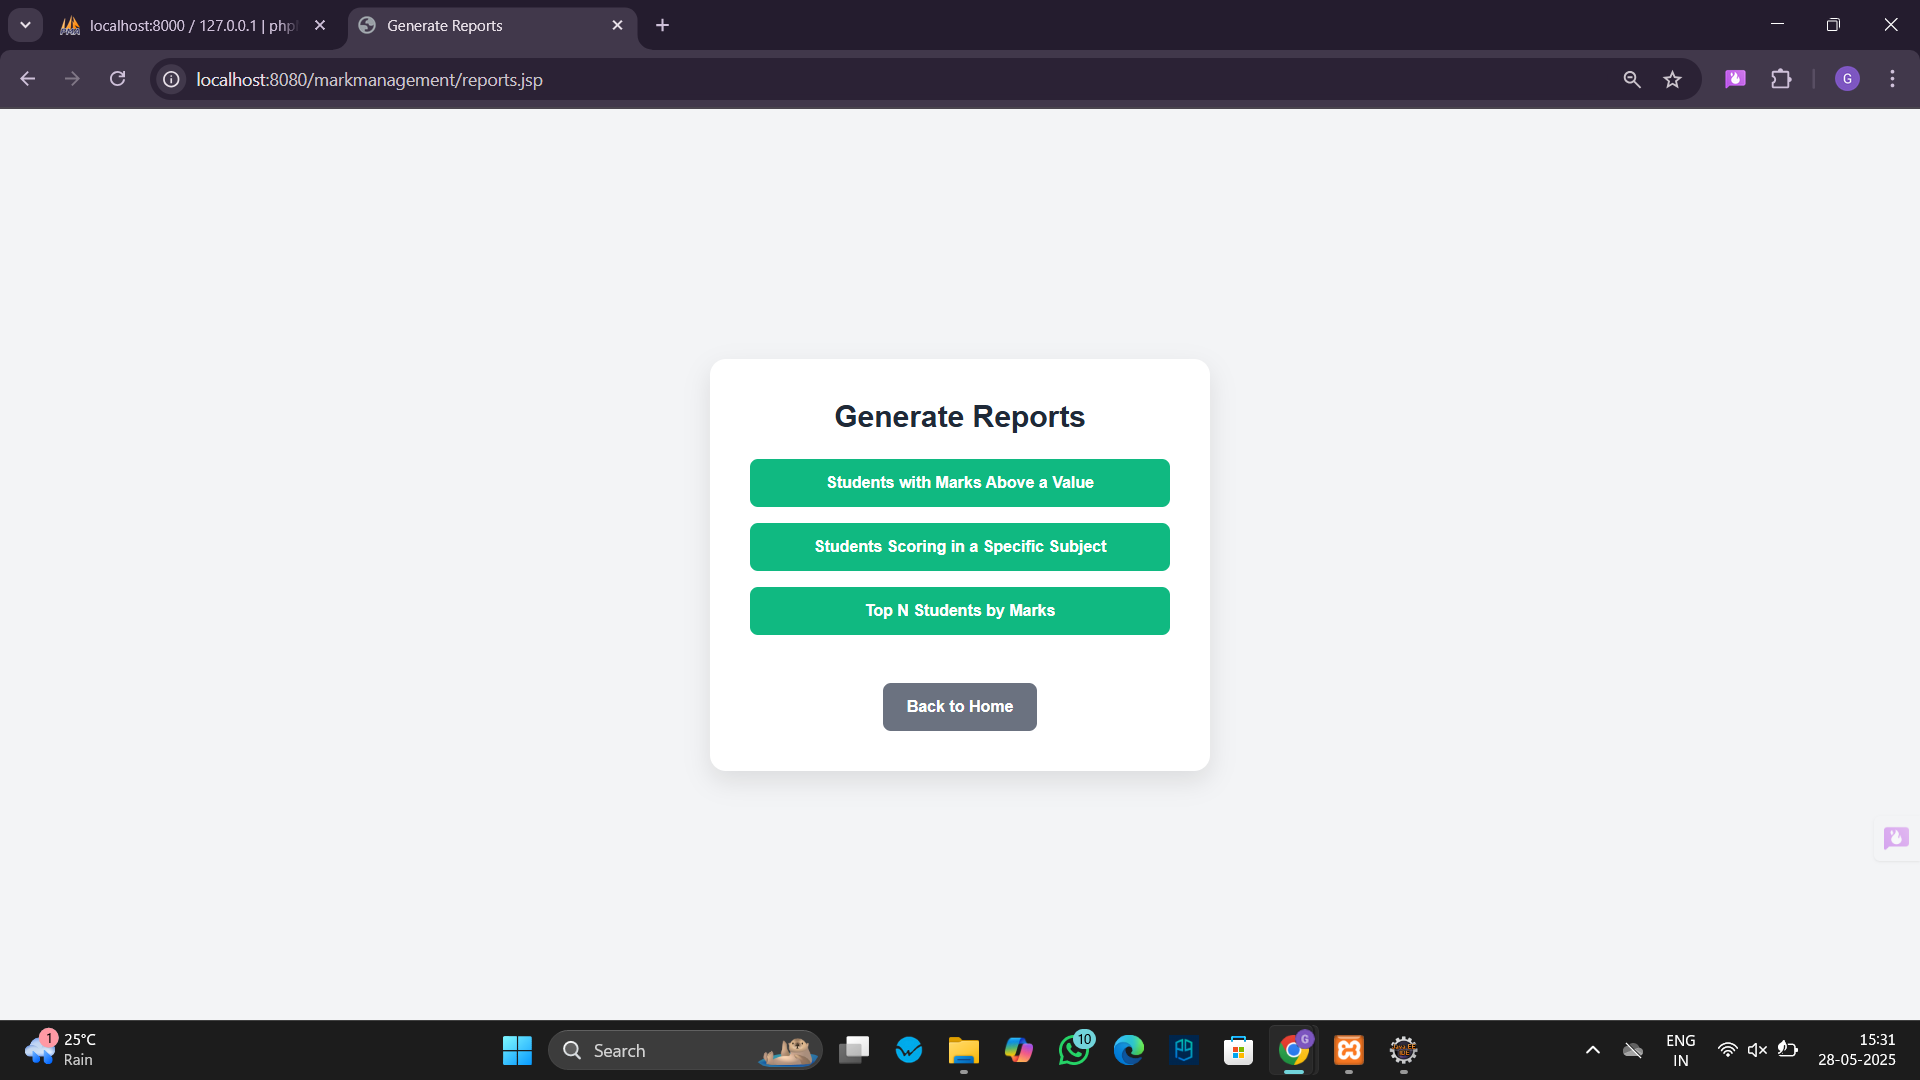 localhost:8000 / 127.0.0.1 | php
Generate Reports
localhost:8080/markmanagement/reports.jsp
G
Generate Reports
Students with Marks Above a Value
Students Scoring in a Specific Subject
Top N Students by Marks
Back to Home
1
25°C
Rain
Search
10
G
ENG
IN
15:31
28-05-2025